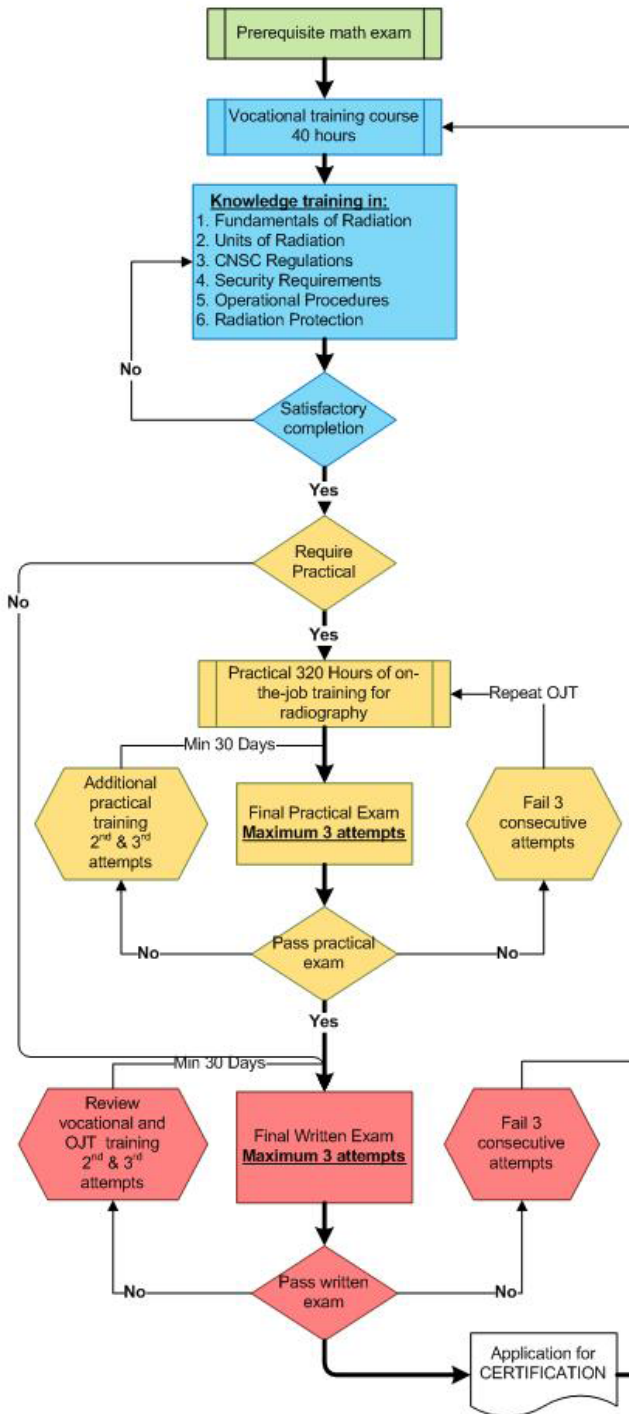 Prerequisite math exam
Vocational training course
40 hours
Knowledge training in:
1. Fundamentals of Radiation
2. Units of Radiation
3. CNSC Regulations
4. Security Requirements
5. Operational Procedures
6. Radiation Protection
No
Satisfactory
completion
Yes
Require
Practical
No
Yes
Practical 320 Hours of on-
the-job training for
radiography
Repeat OJT
Min 30 Days
Additional
practical
training
2nd & 3rd
attempts
Final Practical Exam
Maximum 3 attempts
Fail 3
consecutive
attempts
No
Pass practical
exam
No
Yes
Min 30 Days
Review
vocational and
OJT training
2nd & 3rd
attempts
Final Written Exam
Maximum 3 attempts
Fail 3
consecutive
attempts
No
Pass written
exam
No
Application for
CERTIFICATION